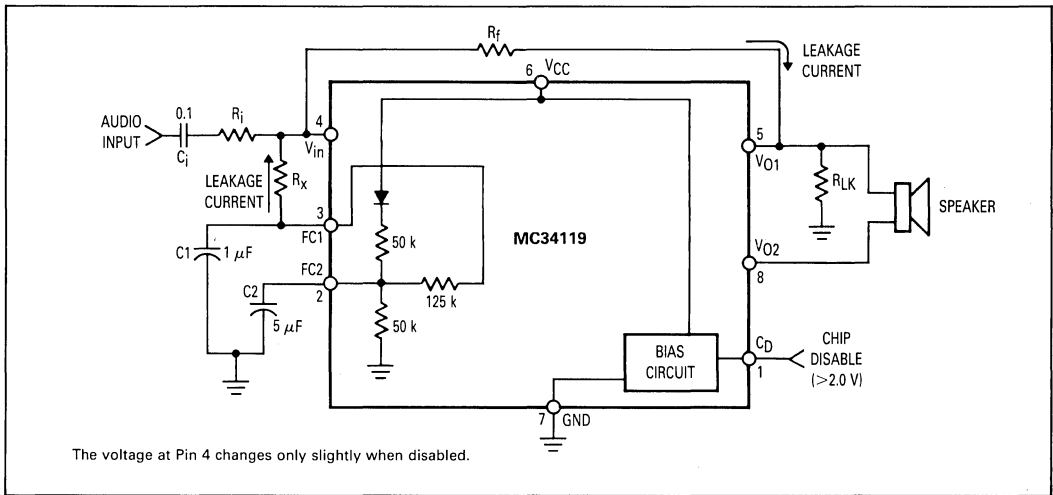 Rf
LEAKAGE
CURRENT
6 VCC
0.1
Ri
4
5
AUDIO
INPUT
Ci
Vin
VO1
LEAKAGE
CURRENT
Rx
RLK
SPEAKER
3
FC1
50 k
MC34119
C1 1 μF
FC2
VO2
C2
2
125 k
8
5 μF
50 k
BIAS
CIRCUIT
CD
1
CHIP
DISABLE
(>2.0 V)
7 GND
The voltage at Pin 4 changes only slightly when disabled.